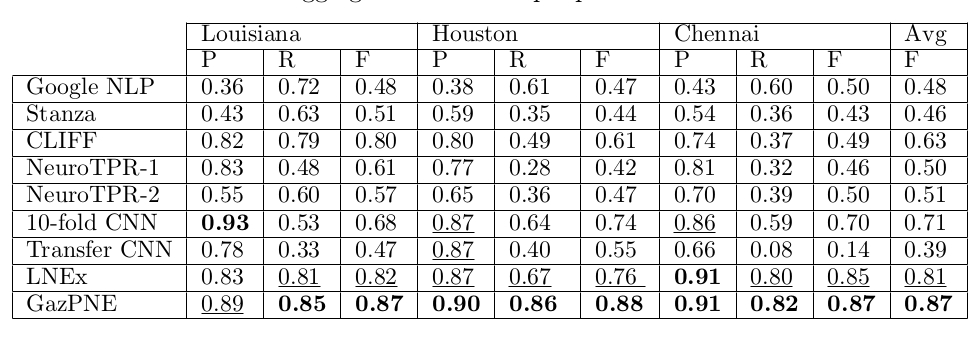 Louisiana Houston Chennai Avg
P R F P R F P R F F
Google NLP 0.36 0.72 0.48 0.38 0.61 0.47 0.43 0.60 0.50 0.48
Stanza 0.43 0.63 0.51 0.59 0.35 0.44 0.54 0.36 0.43 0.46
CLIFF 0.82 0.79 0.80 0.80 0.49 0.61 0.74 0.37 0.49 0.63
NeuroTPR-1 0.83 0.48 0.61 0.77 0.28 0.42 0.81 0.32 0.46 0.50
NeuroTPR-2 0.55 0.60 0.57 0.65 0.36 0.47 0.70 0.39 0.50 0.51
10-fold CNN 0.93 0.53 0.68 0.87 0.64 0.74 0.86 0.59 0.70 0.71
Transfer CNN 0.78 0.33 0.47 0.87 0.40 0.55 0.66 0.08 0.14 0.39
LNEx 0.83 0.81 0.82 0.87 0.67 0.76 0.91 0.80 0.85 0.81
GazPNE 0.89 0.85 0.87 0.90 0.86 0.88 0.91 0.82 0.87 0.87